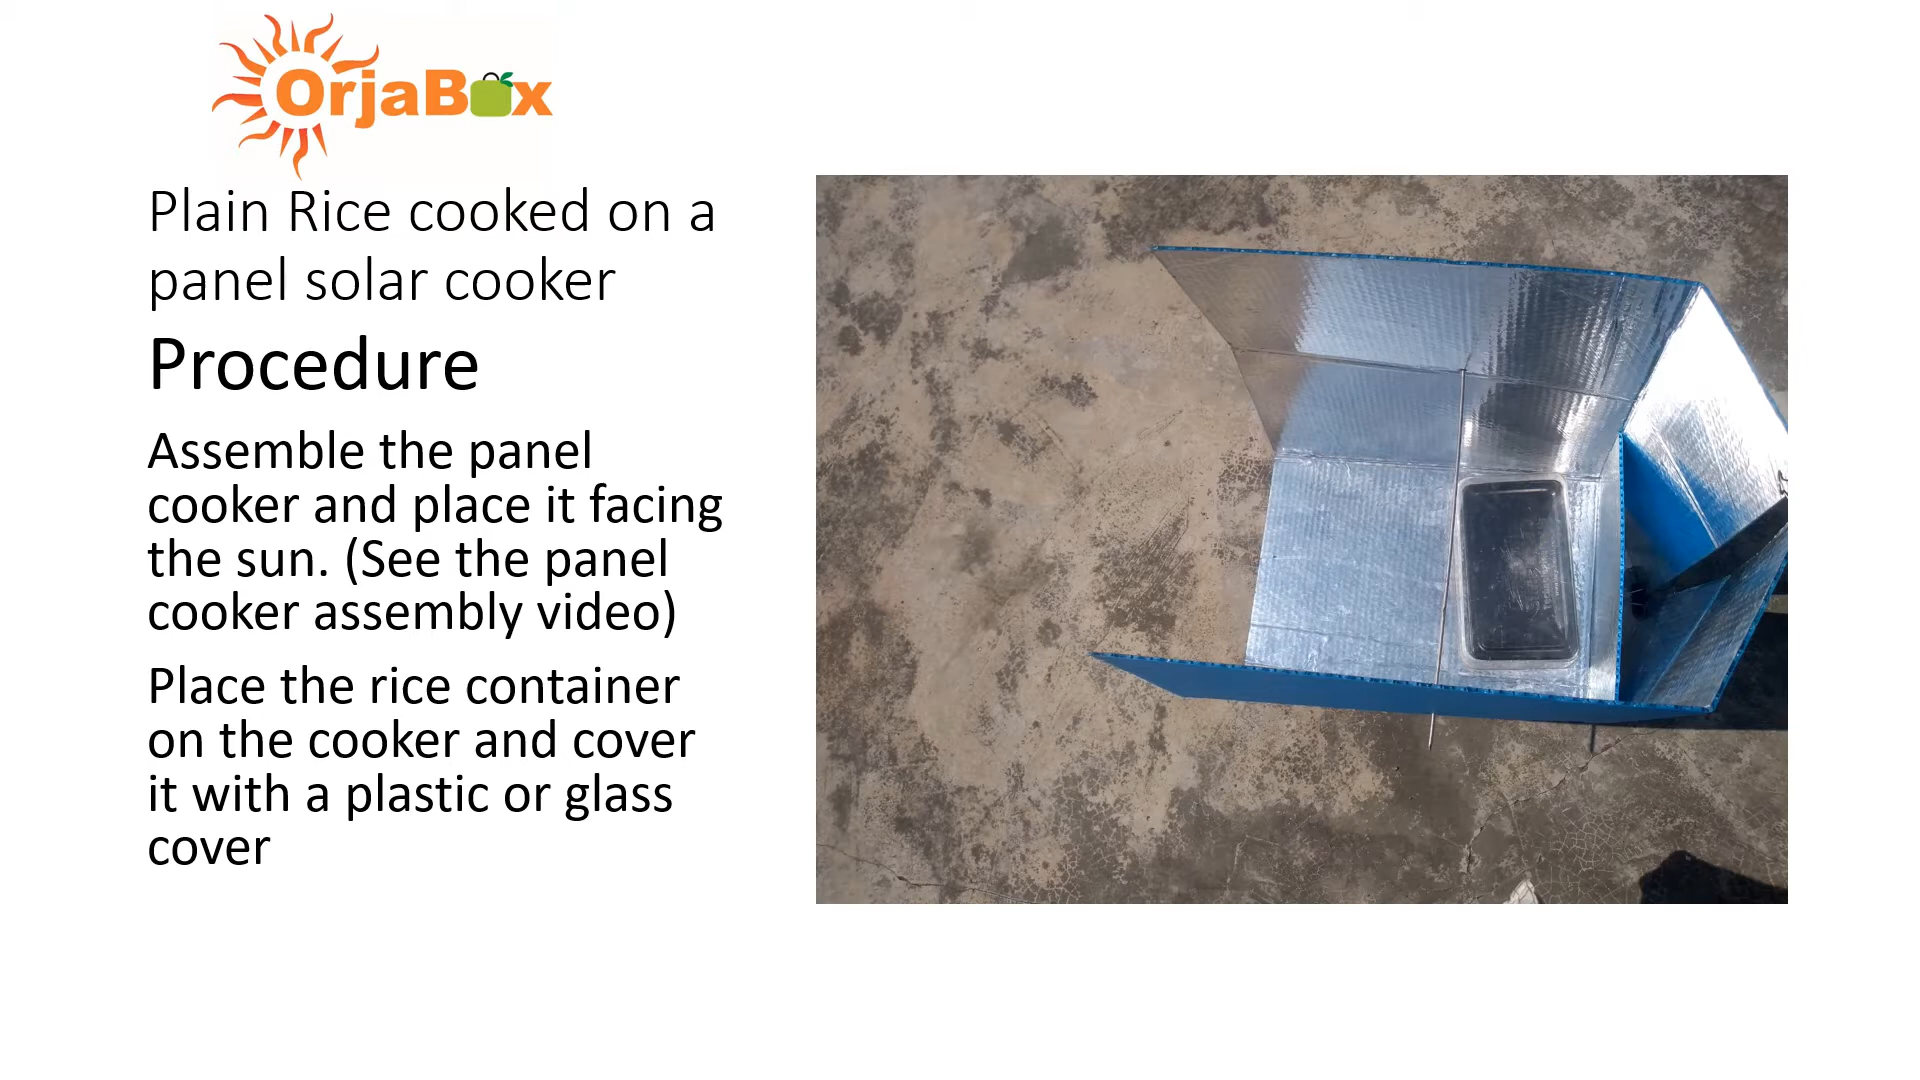 OrjaBox
Plain Rice cooked on a
panel solar cooker
Procedure
Assemble the panel
cooker and place it facing
the sun. (See the panel
cooker assembly video)
Place the rice container
on the cooker and cover
it with a plastic or glass
cover